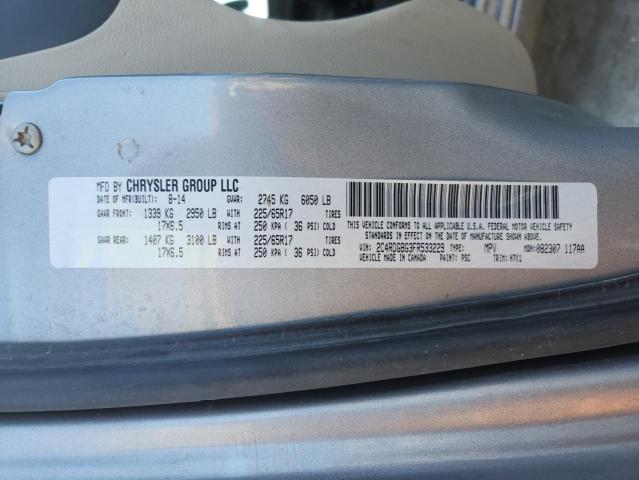 MFD BY CHRYSLER GROUP LLC
DATE OF MFR(BUILT): 8-14 GVWR: 2745 KG 6050 LB
GAWR FRONT: 1339 KG 2950 LB WITH 225/65R17 TIRES
17X6.5 RIMS AT 250 KPA ( 36 PSI) COLD
GAWR REAR: 1407 KG 3100 LB WITH 225/65R17 TIRES
17X6.5 RIMS AT 250 KPA ( 36 PSI) COLD
THIS VEHICLE CONFORMS TO ALL APPLICABLE U.S.A. FEDERAL MOTOR VEHICLE SAFETY
STANDARDS IN EFFECT ON THE DATE OF MANUFACTURE SHOWN ABOVE.
VIN: 2C4RDGBG3FR533229 TYPE: MPV MDH: 082307 117AA
VEHICLE MADE IN CANADA PAINT: PSC TRIM: H7X1